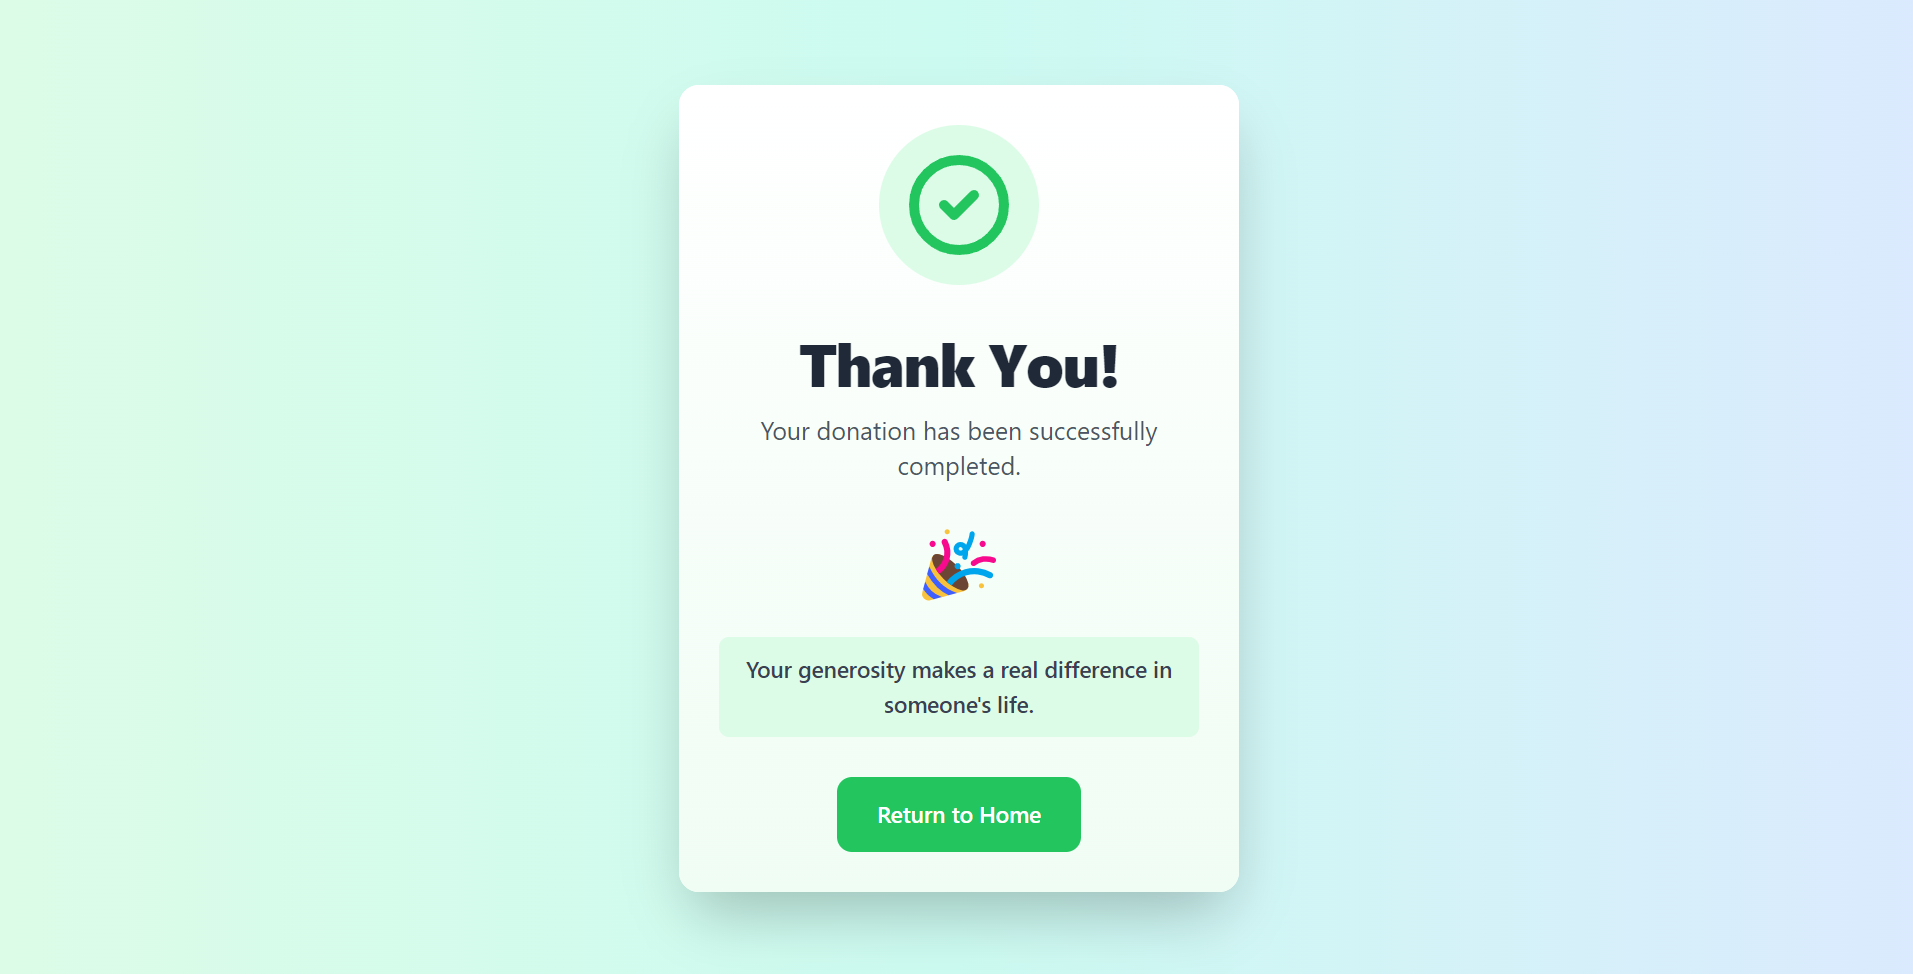 Thank You!
Your donation has been successfully
completed.
Your generosity makes a real difference in
someone's life.
Return to Home